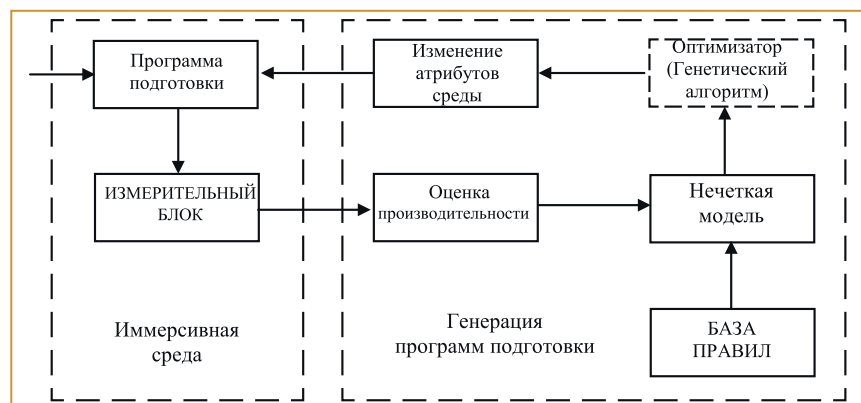 Программа
подготовки
Изменение
атрибутов
среды
Оптимизатор
(Генетический
алгоритм)
ИЗМЕРИТЕЛЬНЫЙ
БЛОК
Оценка
производительности
Нечеткая
модель
Иммерсивная
среда
Генерация
программ подготовки
БАЗА
ПРАВИЛ